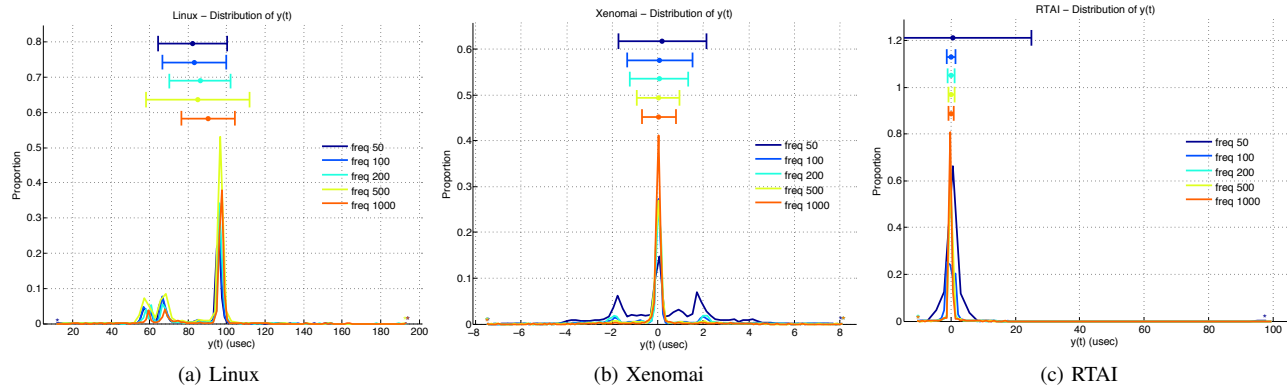 Linux – Distribution of y(t)
0.8
0.7
0.6
0.5
0.4
0.3
0.2
0.1
0
Proportion
freq 50
freq 100
freq 200
freq 500
freq 1000
20 40 60 80 100 120 140 160 180 200
y(t) (usec)
(a) Linux
Xenomai – Distribution of y(t)
0.6
0.5
0.4
0.3
0.2
0.1
0
Proportion
freq 50
freq 100
freq 200
freq 500
freq 1000
−8 −6 −4 −2 0 2 4 6 8
y(t) (usec)
(b) Xenomai
RTAI – Distribution of y(t)
1.2
1
0.8
0.6
0.4
0.2
0
Proportion
freq 50
freq 100
freq 200
freq 500
freq 1000
0 20 40 60 80 100
y(t) (usec)
(c) RTAI